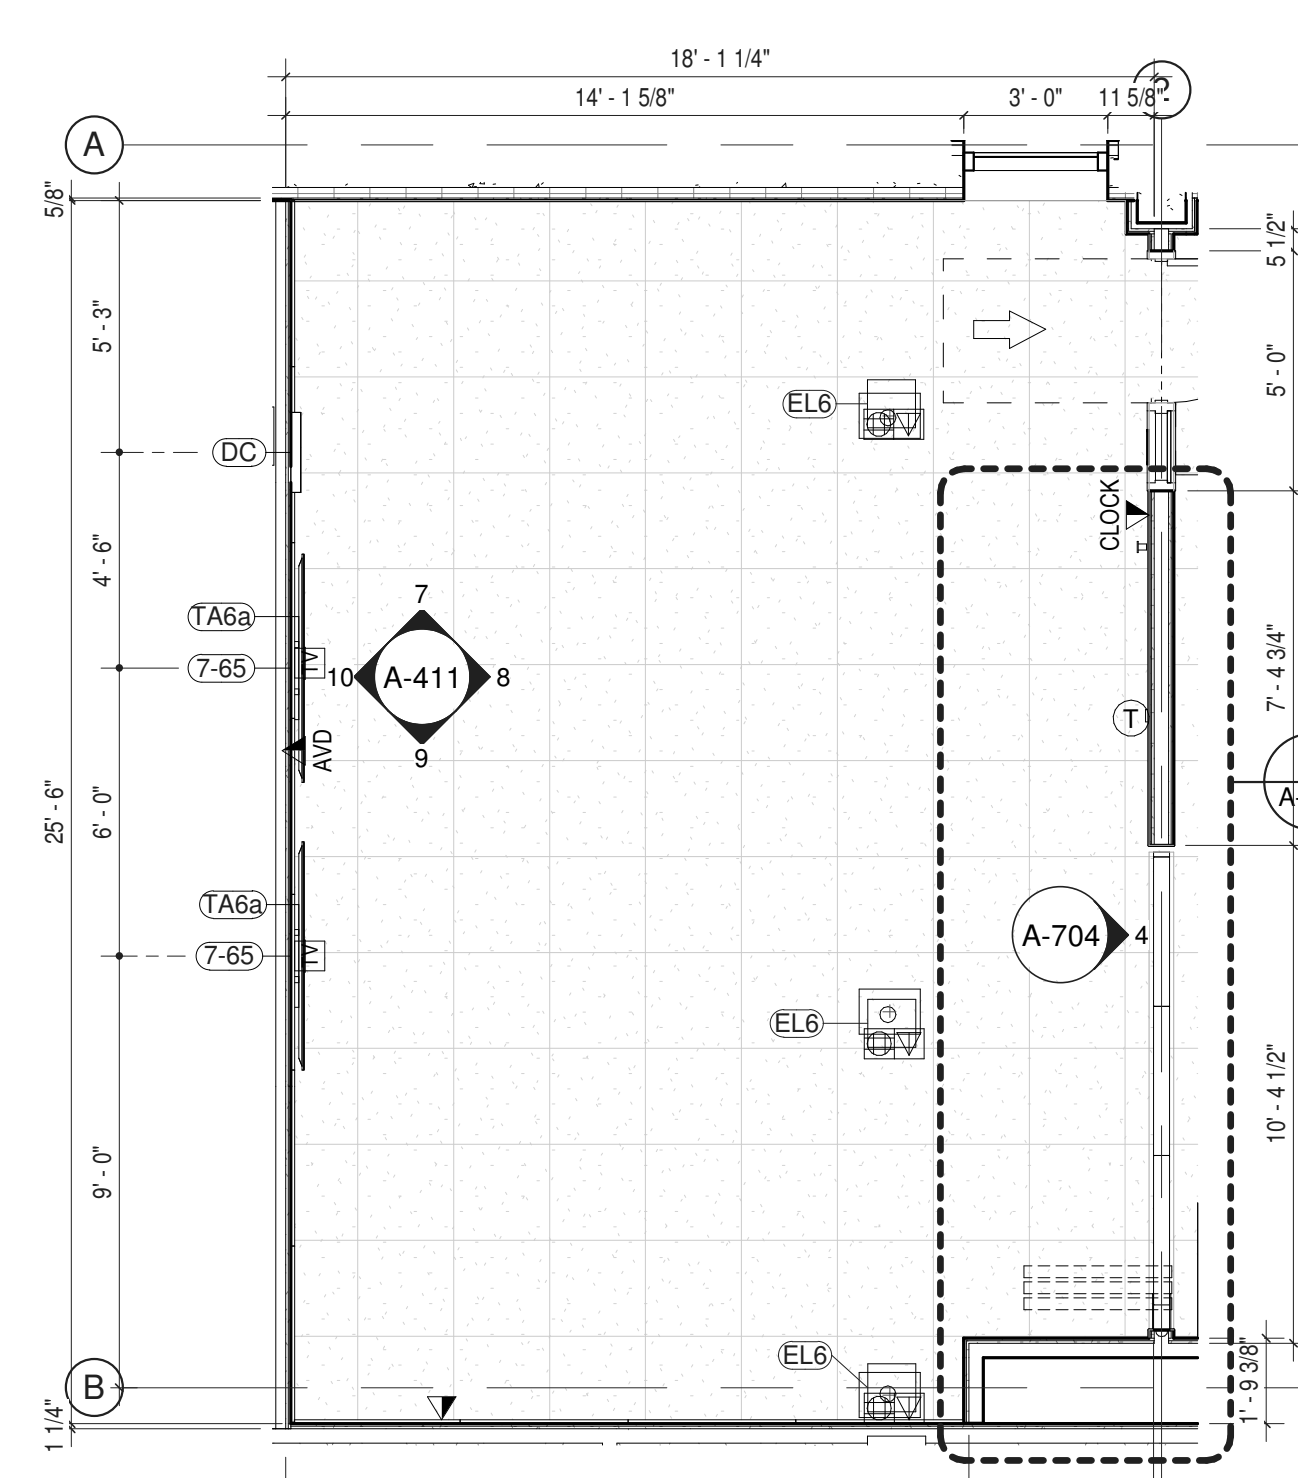 18' - 1 1/4"
14' - 1 5/8"
3' - 0"
11 5/8"
A
5/8"
5' - 3"
5 1/2"
5' - 0"
EL6
DC
CLOCK
4' - 6"
7
TA6a
7-65
TV
10
A-411
8
9
AVD
T
7' - 4 3/4"
25' - 6"
6' - 0"
A-
TA6a
7-65
TV
A-704
4
EL6
10' - 4 1/2"
9' - 0"
EL6
B
1' - 9 3/8"
1 1/4"